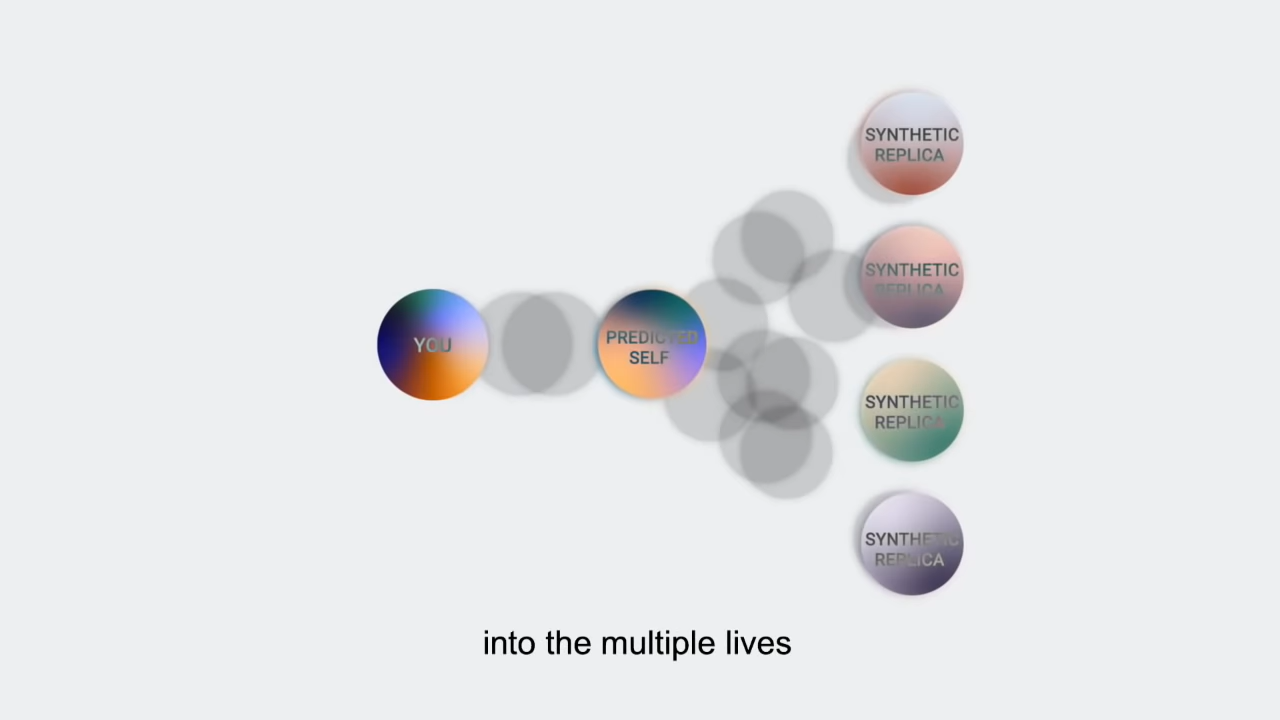 YOU
PREDICTED
SELF
SYNTHETIC
REPLICA
SYNTHETIC
REPLICA
SYNTHETIC
REPLICA
SYNTHETIC
REPLICA
into the multiple lives